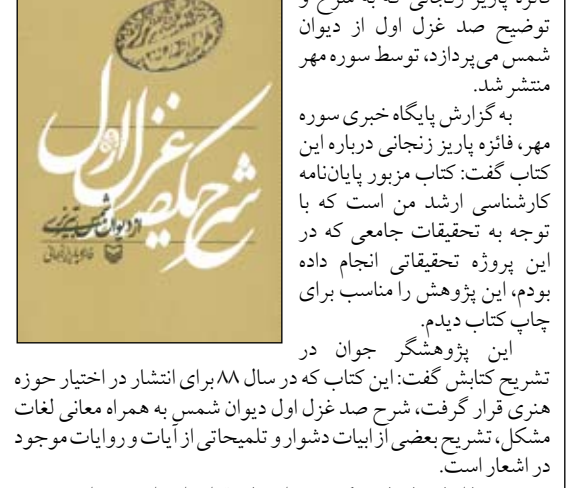 فائزه پاریز زنجانی که به شرح و
توضیح صد غزل اول از دیوان
شمس می‌پردازد، توسط سوره مهر
منتشر شد.
به گزارش پایگاه خبری سوره
مهر، فائزه پاریز زنجانی درباره این
کتاب گفت: کتاب مزبور پایان‌نامه
کارشناسی ارشد من است که با
توجه به تحقیقات جامعی که در
این پروژه تحقیقاتی انجام داده
بودم، این پژوهش را مناسب برای
چاپ کتاب دیدم.
این پژوهشگر جوان در
تشریح کتابش گفت: این کتاب که در سال ۸۸ برای انتشار در اختیار حوزه
هنری قرار گرفت، شرح صد غزل اول دیوان شمس به همراه معانی لغات
مشکل، تشریح بعضی از ابیات دشوار و تلمیحاتی از آیات و روایات موجود
در اشعار است.
شرح یکصد غزل اول
از دیوان شمس تبریزی
فائزه پاریز زنجانی